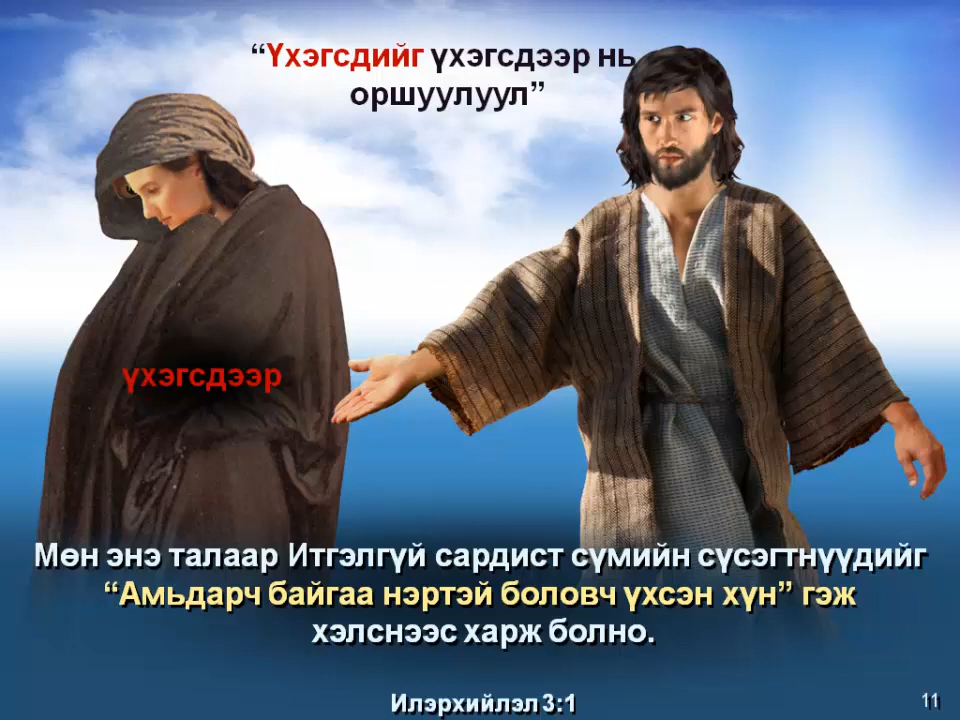 “Үхэгсдийг үхэгсдээр нь
оршуулуул”
үхэгсдээр
Мөн энэ талаар Итгэлгүй сардист сүмийн сүсэгтнүүдийг
“Амьдарч байгаа нэртэй боловч үхсэн хүн” гэж
хэлснээс харж болно.
Илэрхийлэл 3:1
11